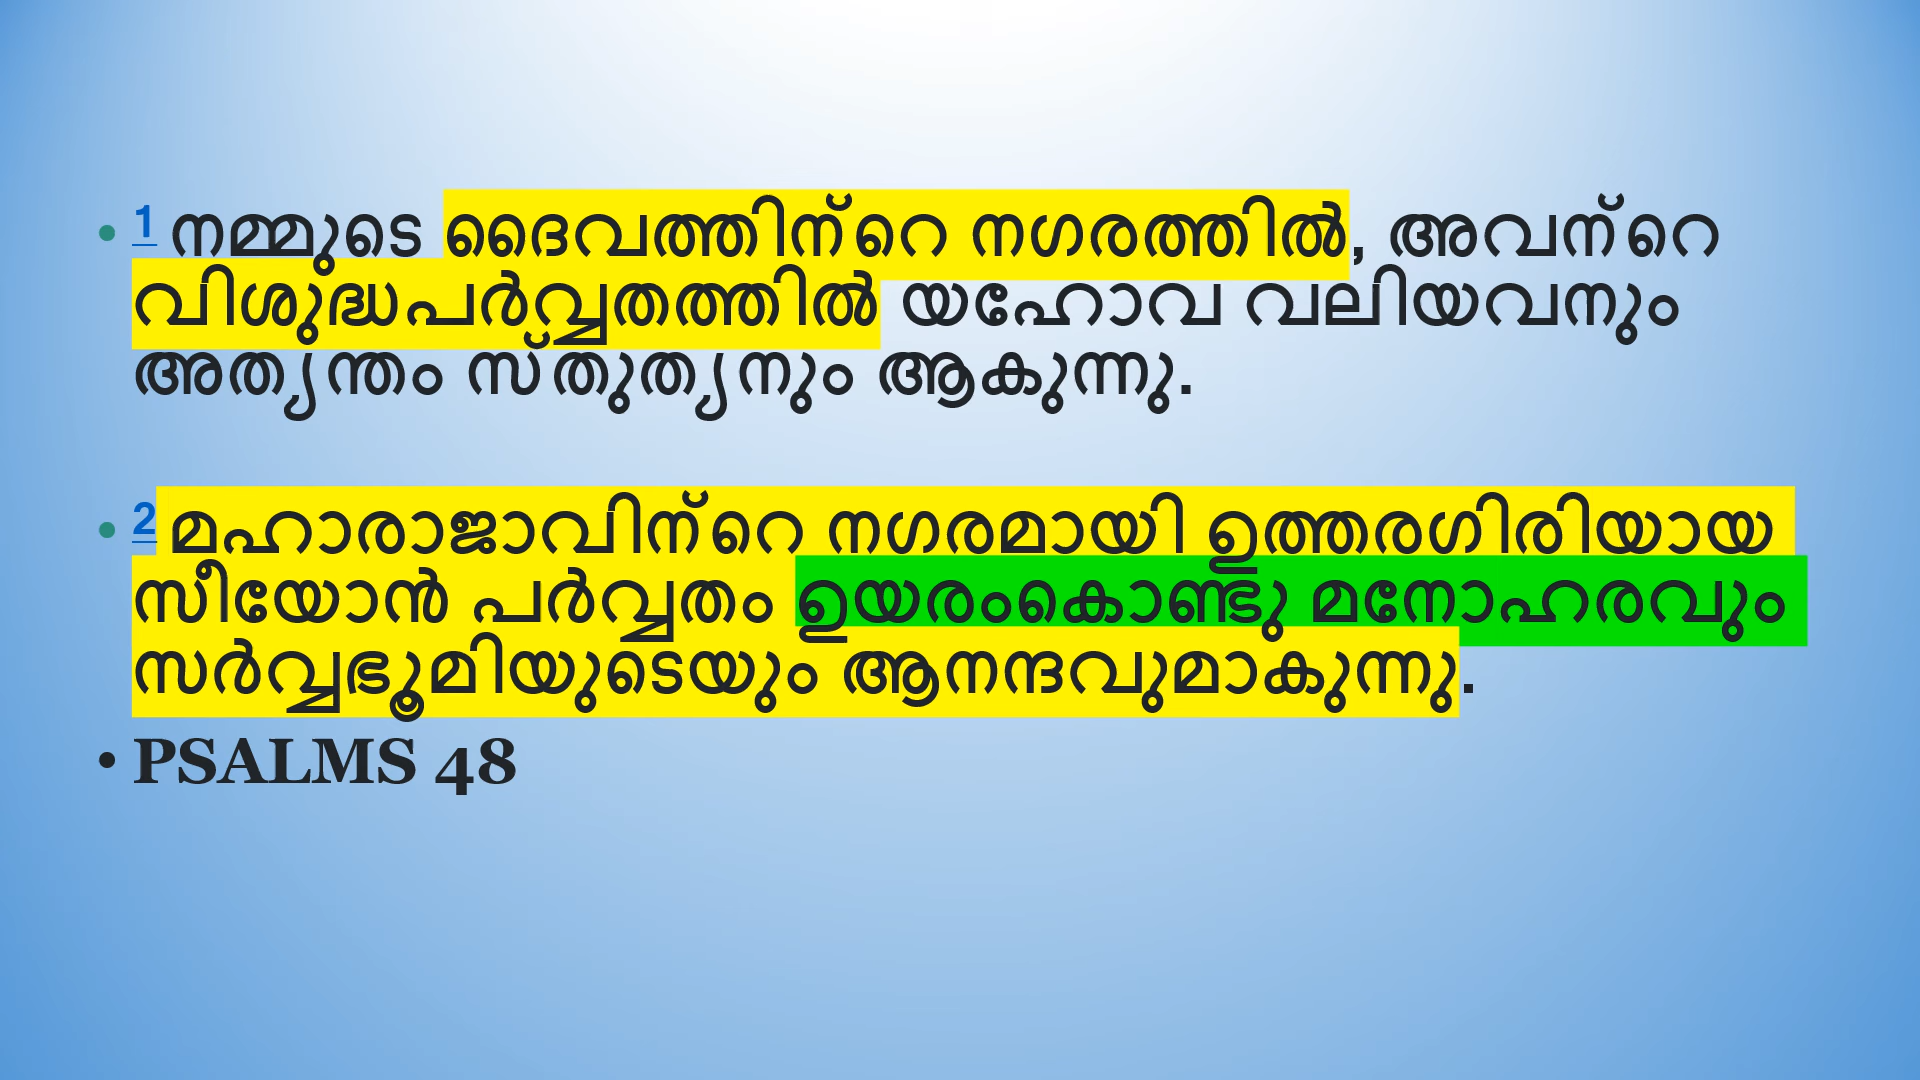 • 1 നമ്മുടെ ദൈവത്തിന്റെ നഗരത്തിൽ, അവന്റെ
വിശുദ്ധപർവ്വതത്തിൽ യഹോവ വലിയവനും
അത്യന്തം സ്തുത്യനും ആകുന്നു.
• 2 മഹാരാജാവിന്റെ നഗരമായി ഉത്തരഗിരിയായ
സീയോൻ പർവ്വതം ഉയരംകൊണ്ടു മനോഹരവും
സർവ്വഭൂമിയുടെയും ആനന്ദവുമാകുന്നു.
• PSALMS 48